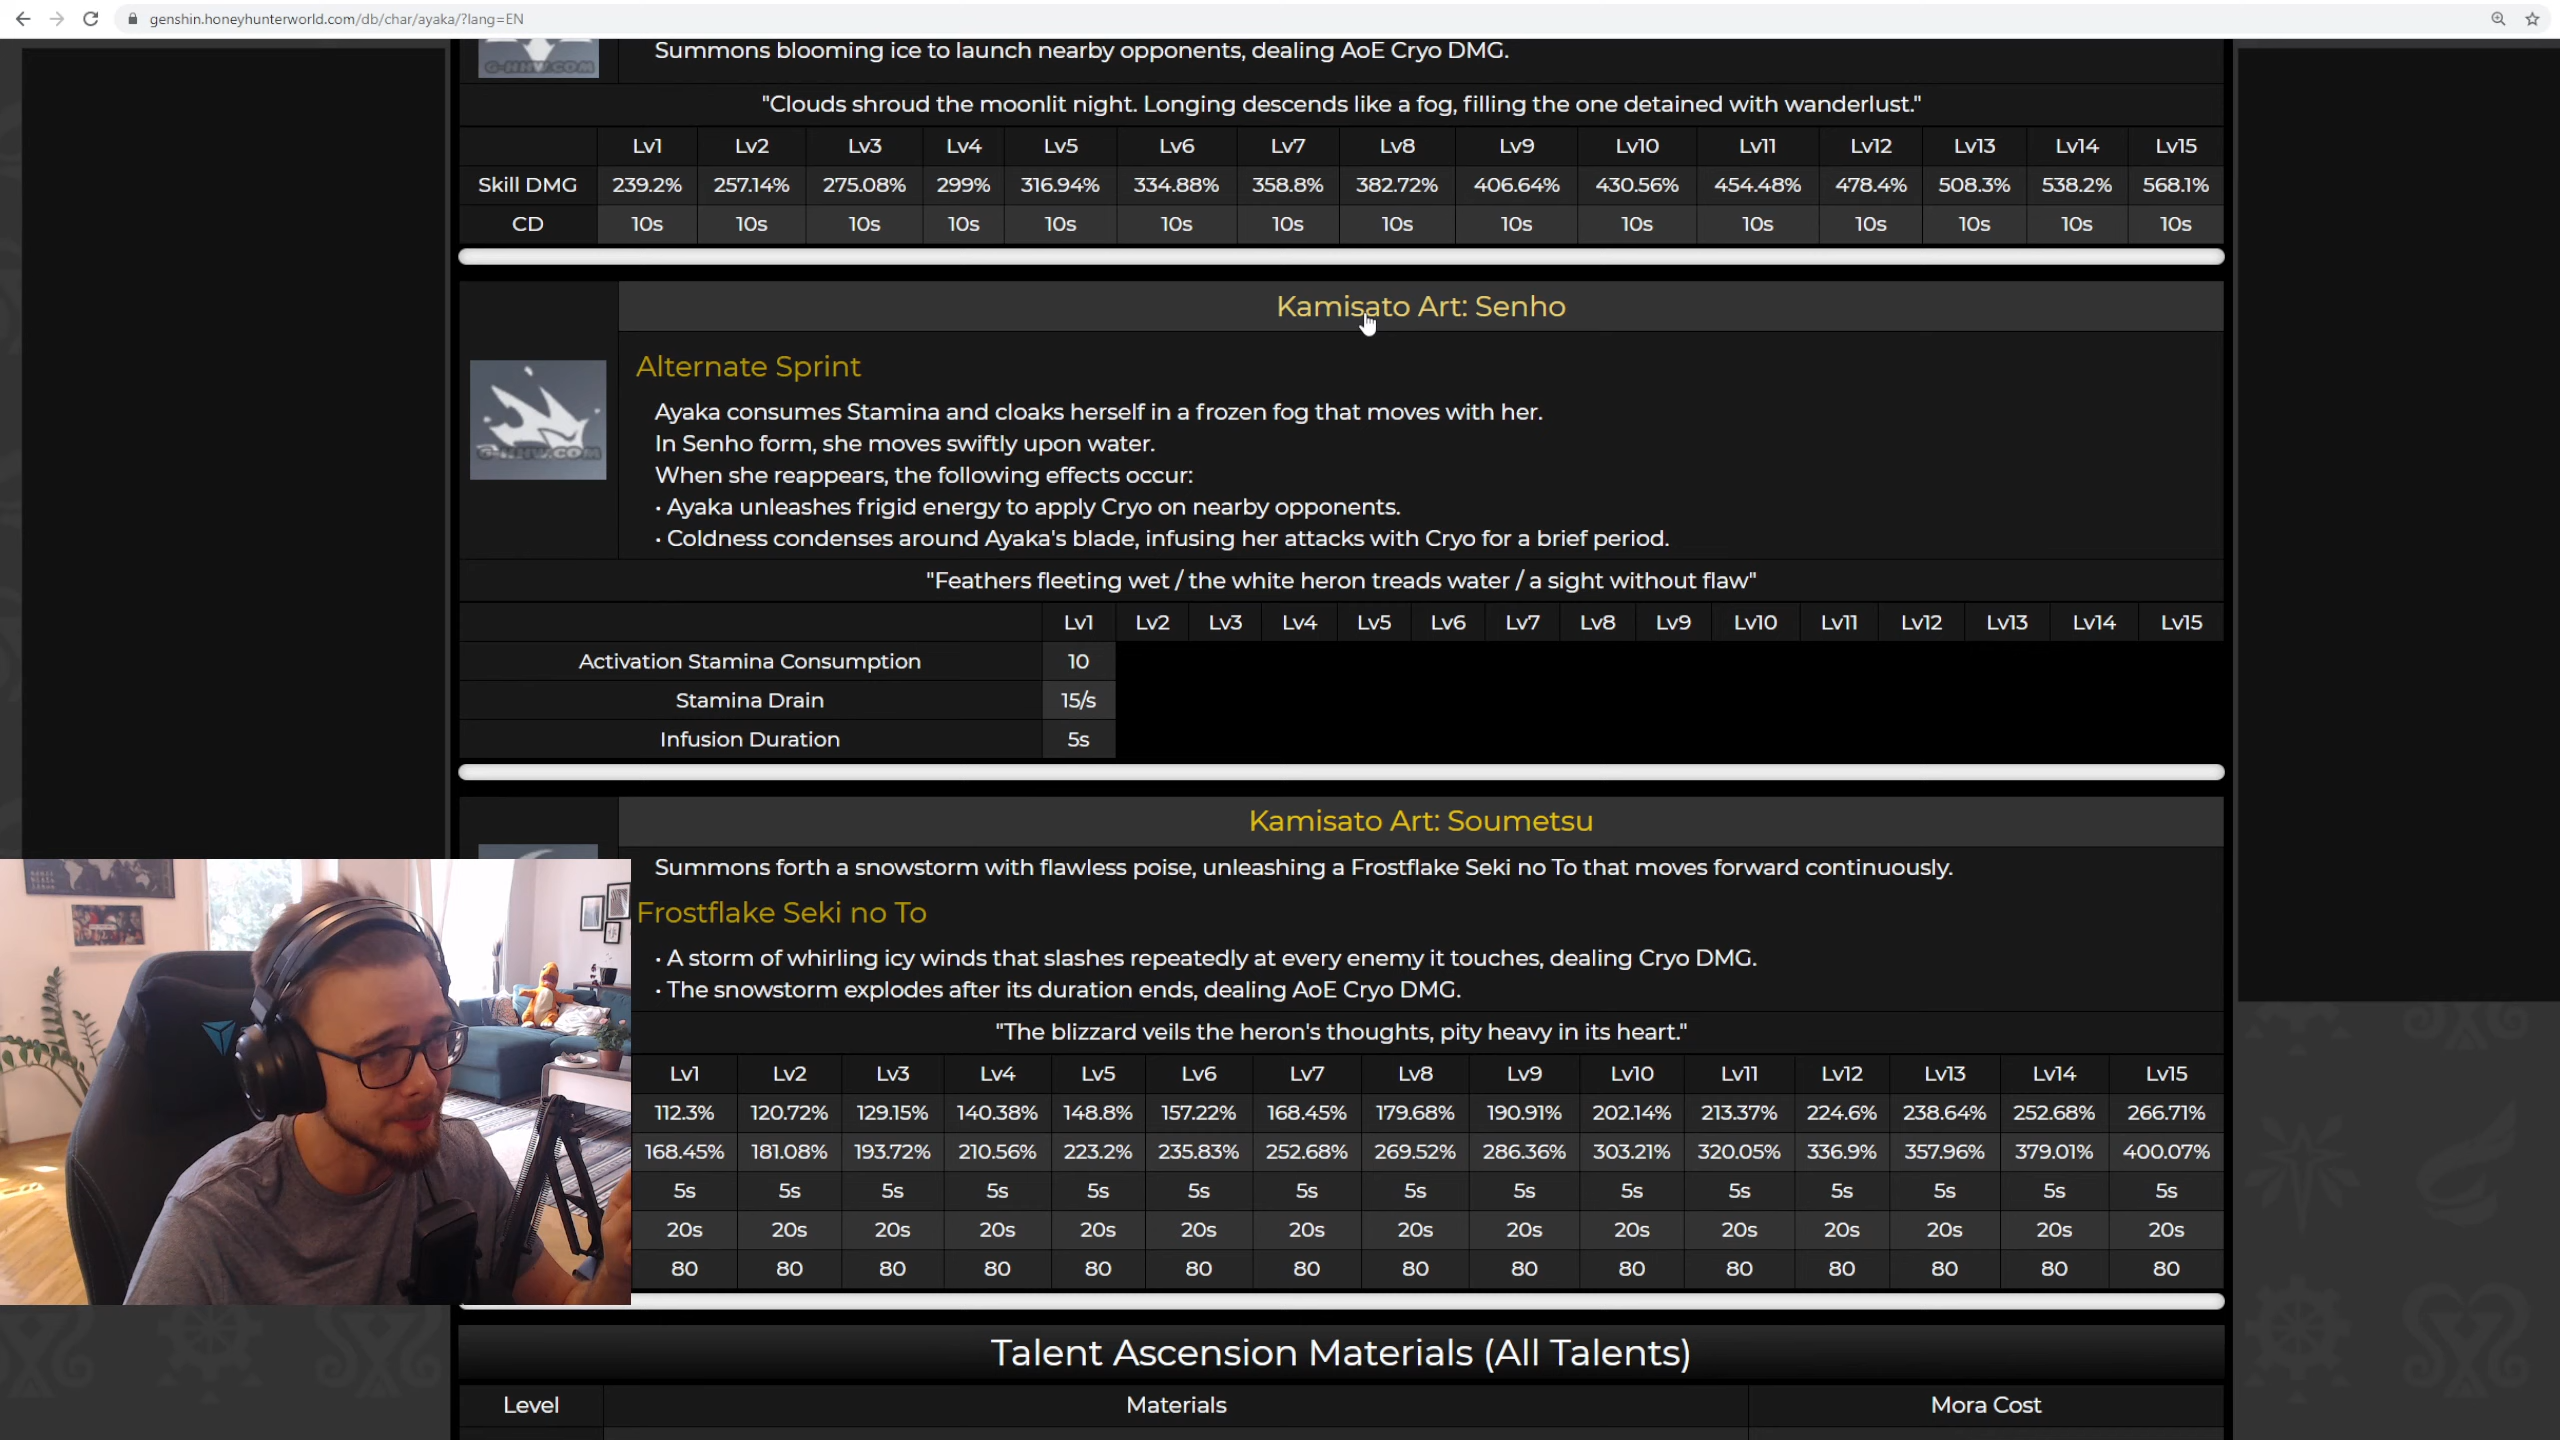 genshin.honeyhunterworld.com/db/char/ayaka/?lang=EN
Summons blooming ice to launch nearby opponents, dealing AoE Cryo DMG.
G-HHW.COM
"Clouds shroud the moonlit night. Longing descends like a fog, filling the one detained with wanderlust."
Lv1 Lv2 Lv3 Lv4 Lv5 Lv6 Lv7 Lv8 Lv9 Lv10 Lv11 Lv12 Lv13 Lv14 Lv15
Skill DMG 239.2% 257.14% 275.08% 299% 316.94% 334.88% 358.8% 382.72% 406.64% 430.56% 454.48% 478.4% 508.3% 538.2% 568.1%
CD 10s 10s 10s 10s 10s 10s 10s 10s 10s 10s 10s 10s 10s 10s 10s
Kamisato Art: Senho
Alternate Sprint
Ayaka consumes Stamina and cloaks herself in a frozen fog that moves with her.
In Senho form, she moves swiftly upon water.
When she reappears, the following effects occur:
• Ayaka unleashes frigid energy to apply Cryo on nearby opponents.
• Coldness condenses around Ayaka's blade, infusing her attacks with Cryo for a brief period.
G-HHW.COM
"Feathers fleeting wet / the white heron treads water / a sight without flaw"
Lv1 Lv2 Lv3 Lv4 Lv5 Lv6 Lv7 Lv8 Lv9 Lv10 Lv11 Lv12 Lv13 Lv14 Lv15
Activation Stamina Consumption 10
Stamina Drain 15/s
Infusion Duration 5s
Kamisato Art: Soumetsu
Summons forth a snowstorm with flawless poise, unleashing a Frostflake Seki no To that moves forward continuously.
Frostflake Seki no To
• A storm of whirling icy winds that slashes repeatedly at every enemy it touches, dealing Cryo DMG.
• The snowstorm explodes after its duration ends, dealing AoE Cryo DMG.
"The blizzard veils the heron's thoughts, pity heavy in its heart."
Lv1 Lv2 Lv3 Lv4 Lv5 Lv6 Lv7 Lv8 Lv9 Lv10 Lv11 Lv12 Lv13 Lv14 Lv15
112.3% 120.72% 129.15% 140.38% 148.8% 157.22% 168.45% 179.68% 190.91% 202.14% 213.37% 224.6% 238.64% 252.68% 266.71%
168.45% 181.08% 193.72% 210.56% 223.2% 235.83% 252.68% 269.52% 286.36% 303.21% 320.05% 336.9% 357.96% 379.01% 400.07%
5s 5s 5s 5s 5s 5s 5s 5s 5s 5s 5s 5s 5s 5s 5s
20s 20s 20s 20s 20s 20s 20s 20s 20s 20s 20s 20s 20s 20s 20s
80 80 80 80 80 80 80 80 80 80 80 80 80 80 80
Talent Ascension Materials (All Talents)
Level Materials Mora Cost